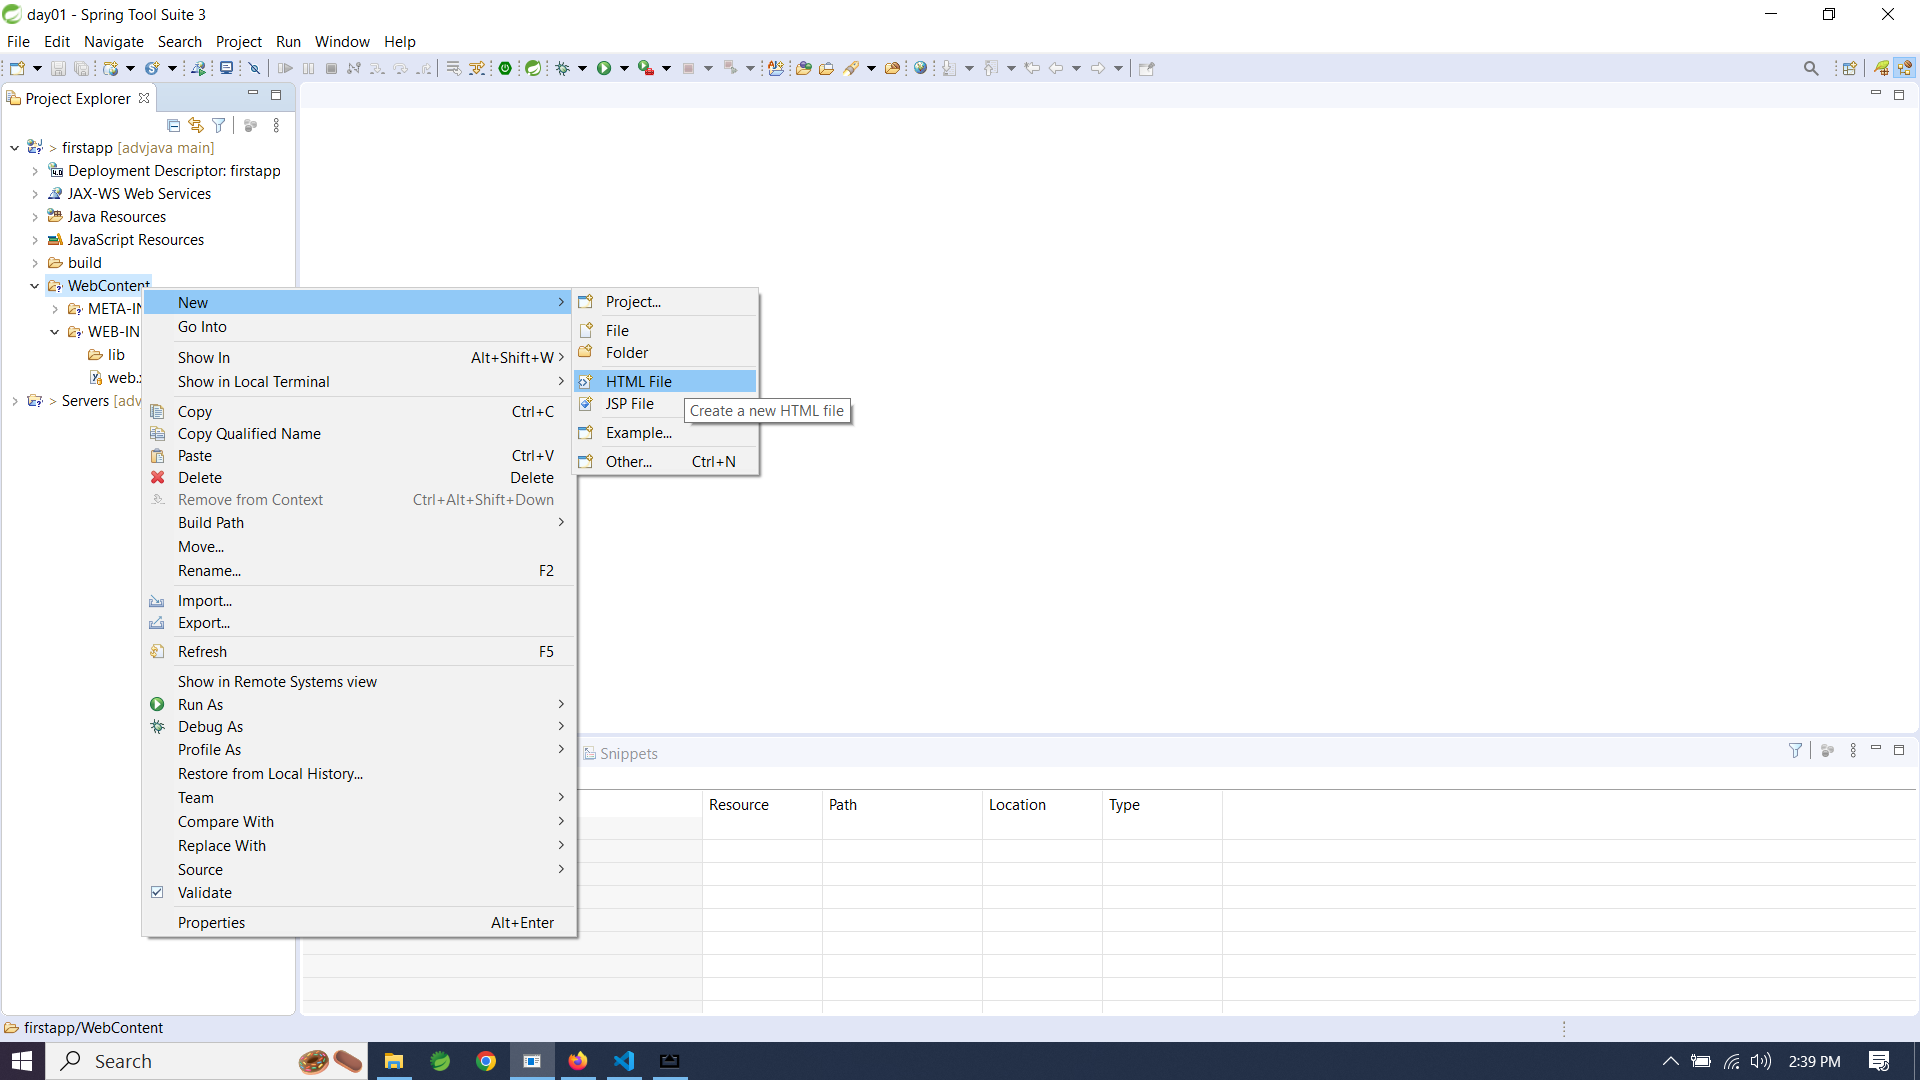 day01 - Spring Tool Suite 3
File Edit Navigate Search Project Run Window Help
Project Explorer
> firstapp [advjava main]
Deployment Descriptor: firstapp
JAX-WS Web Services
Java Resources
JavaScript Resources
build
WebContent
META-IN
WEB-IN
lib
web.x
> Servers [adv
New
Go Into
Show In Alt+Shift+W
Show in Local Terminal
Copy Ctrl+C
Copy Qualified Name
Paste Ctrl+V
Delete Delete
Remove from Context Ctrl+Alt+Shift+Down
Build Path
Move...
Rename... F2
Import...
Export...
Refresh F5
Show in Remote Systems view
Run As
Debug As
Profile As
Restore from Local History...
Team
Compare With
Replace With
Source
Validate
Properties Alt+Enter
Project...
File
Folder
HTML File
JSP File
Create a new HTML file
Example...
Other... Ctrl+N
Snippets
Resource Path Location Type
firstapp/WebContent
Search
2:39 PM